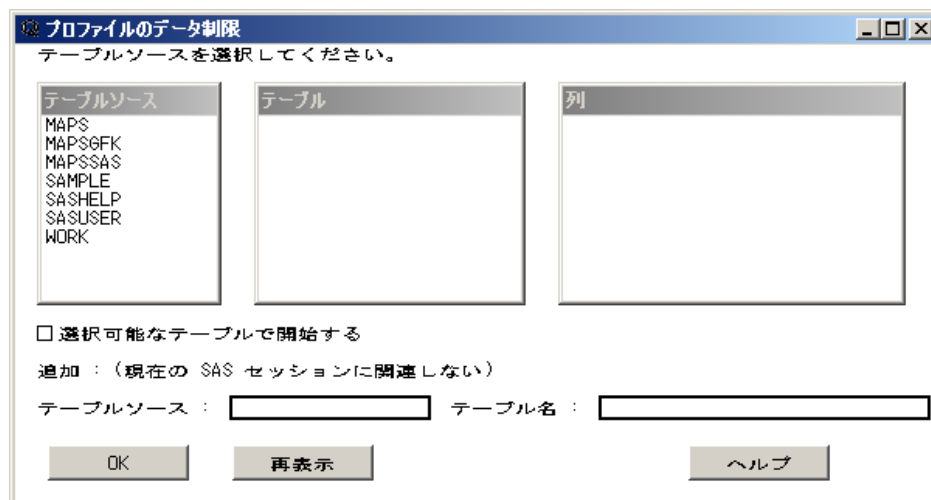 プロファイルのデータ制限
テーブルソースを選択してください。
テーブルソース テーブル 列
MAPS
MAPSGFK
MAPSSAS
SAMPLE
SASHELP
SASUSER
WORK
選択可能なテーブルで開始する
追加 : (現在の SAS セッションに関連しない)
テーブルソース : テーブル名 :
OK 再表示 ヘルプ